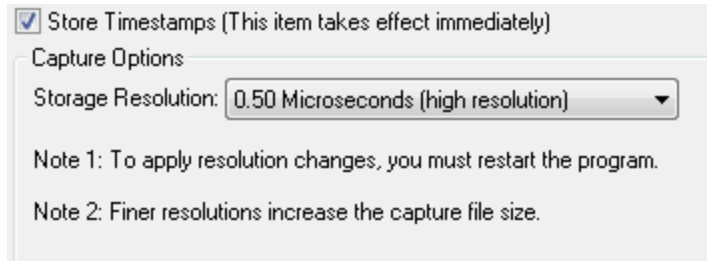 Store Timestamps (This item takes effect immediately)
Capture Options
Storage Resolution: 0.50 Microseconds (high resolution)
Note 1: To apply resolution changes, you must restart the program.
Note 2: Finer resolutions increase the capture file size.